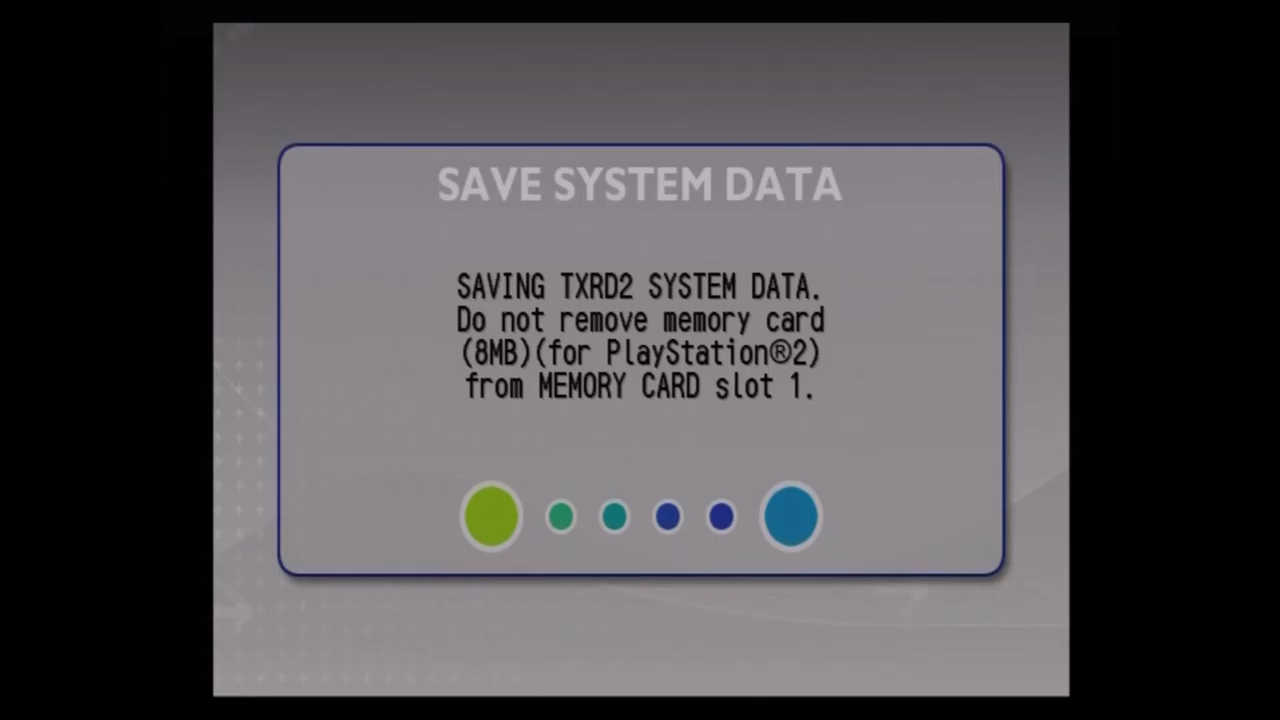 SAVE SYSTEM DATA
SAVING TXRD2 SYSTEM DATA.
Do not remove memory card
(8MB)(for PlayStation®2)
from MEMORY CARD slot 1.